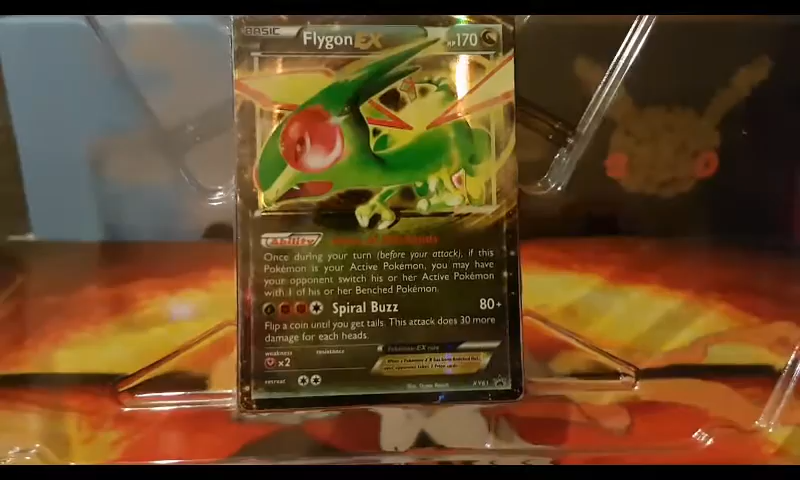 BASIC Flygon EX HP170
Ability
Once during your turn (before your attack), if this
Pokémon is your Active Pokémon, you may have
your opponent switch his or her Active Pokémon
with 1 of his or her Benched Pokémon.
Spiral Buzz 80+
Flip a coin until you get tails. This attack does 30 more
damage for each heads.
weakness resistance
×2
Pokémon-EX rule
retreat
XY61